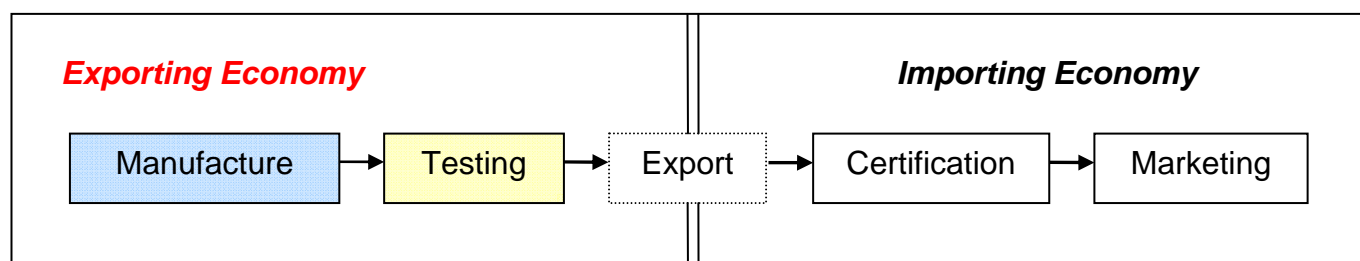 Exporting Economy
Importing Economy
Manufacture
Testing
Export
Certification
Marketing